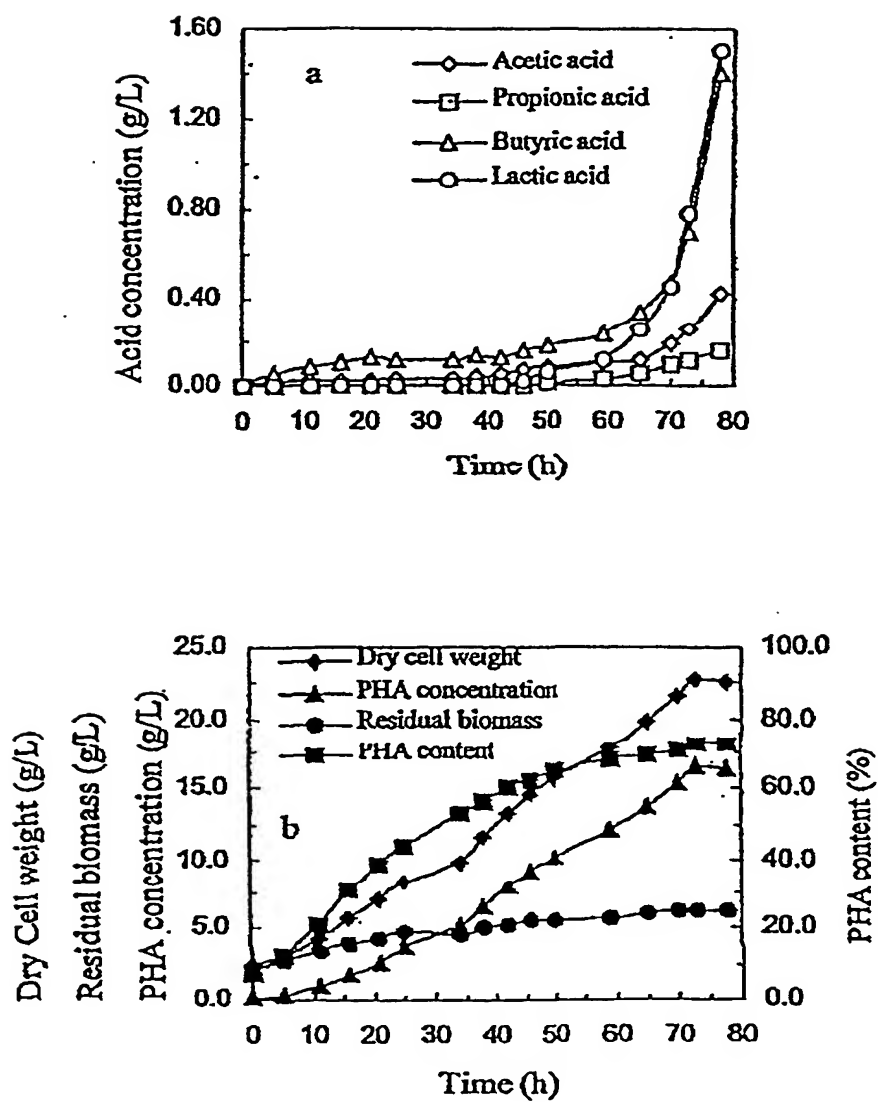 a
Acetic acid
Propionic acid
Butyric acid
Lactic acid
Acid concentration (g/L)
1.60
1.20
0.80
0.40
0.00
0 10 20 30 40 50 60 70 80
Time (h)
b
Dry cell weight
PHA concentration
Residual biomass
PHA content
Dry Cell weight (g/L)
Residual biomass (g/L)
PHA concentration (g/L)
25.0
20.0
15.0
10.0
5.0
0.0
100.0
80.0
60.0
40.0
20.0
0.0
PHA content (%)
0 10 20 30 40 50 60 70 80
Time (h)